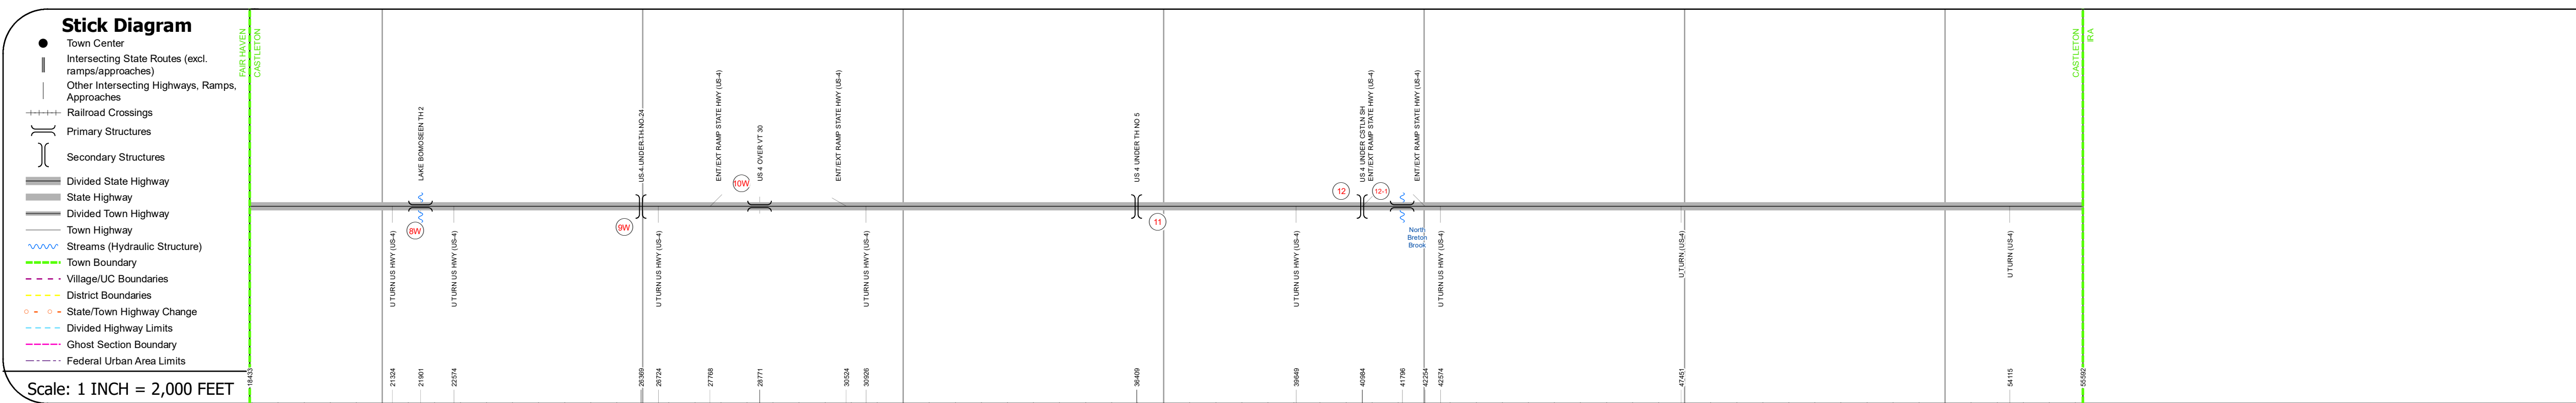 Stick Diagram
Town Center
Intersecting State Routes (excl.
ramps/approaches)
Other Intersecting Highways, Ramps,
Approaches
Railroad Crossings
Primary Structures
Secondary Structures
Divided State Highway
State Highway
Divided Town Highway
Town Highway
Streams (Hydraulic Structure)
Town Boundary
Village/UC Boundaries
District Boundaries
State/Town Highway Change
Divided Highway Limits
Ghost Section Boundary
Federal Urban Area Limits
Scale: 1 INCH = 2,000 FEET
FAIR HAVEN
CASTLETON
LAKE BOMOSEEN TH 2
US 4 UNDER TH NO 24
ENT/EXT RAMP STATE HWY (US-4)
US 4 OVER VT 30
ENT/EXT RAMP STATE HWY (US-4)
US 4 UNDER TH NO 5
US 4 UNDER CSTLN SH
ENT/EXT RAMP STATE HWY (US-4)
ENT/EXT RAMP STATE HWY (US-4)
CASTLETON
IRA
8W
9W
10W
11
12
12-1
North
Breton
Brook
U TURN US HWY (US-4)
U TURN US HWY (US-4)
U TURN US HWY (US-4)
U TURN US HWY (US-4)
U TURN US HWY (US-4)
U TURN US HWY (US-4)
U TURN (US-4)
U TURN (US-4)
18433
21324
21901
22574
26369
26724
27768
28771
30524
30926
36409
39649
40984
41796
42254
42574
47451
54115
55592